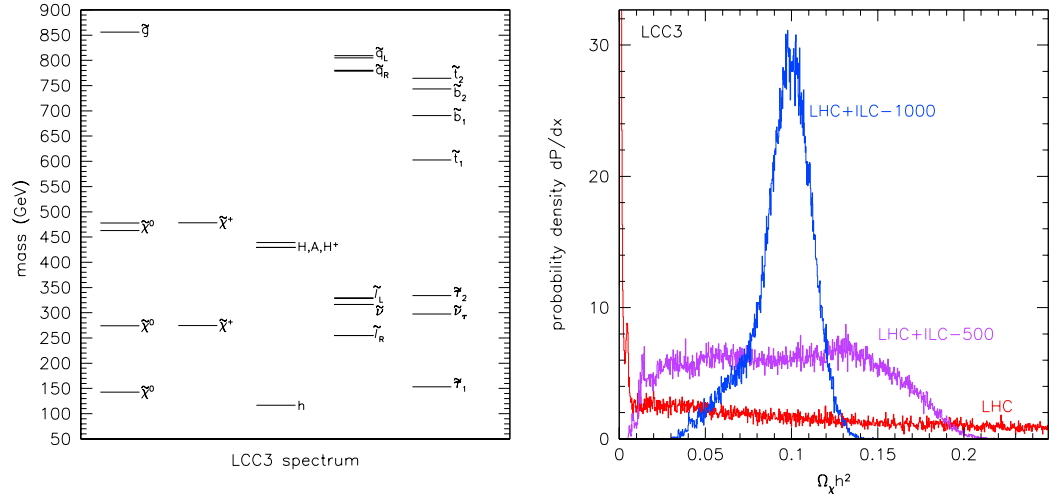 900
850
800
750
700
650
600
550
500
450
400
350
300
250
200
150
100
50
mass (GeV)
g̃
q̃L
q̃R
t̃2
b̃2
b̃1
t̃1
χ̃⁰
χ̃⁺
H,A,H⁺
l̃L
ν̃
τ̃2
ν̃τ
χ̃⁰
χ̃⁺
l̃R
χ̃⁰
τ̃1
h
LCC3 spectrum
LCC3
30
20
10
0
probability density dP/dx
LHC+ILC−1000
LHC+ILC−500
LHC
0
0.05
0.1
0.15
0.2
Ωχh²